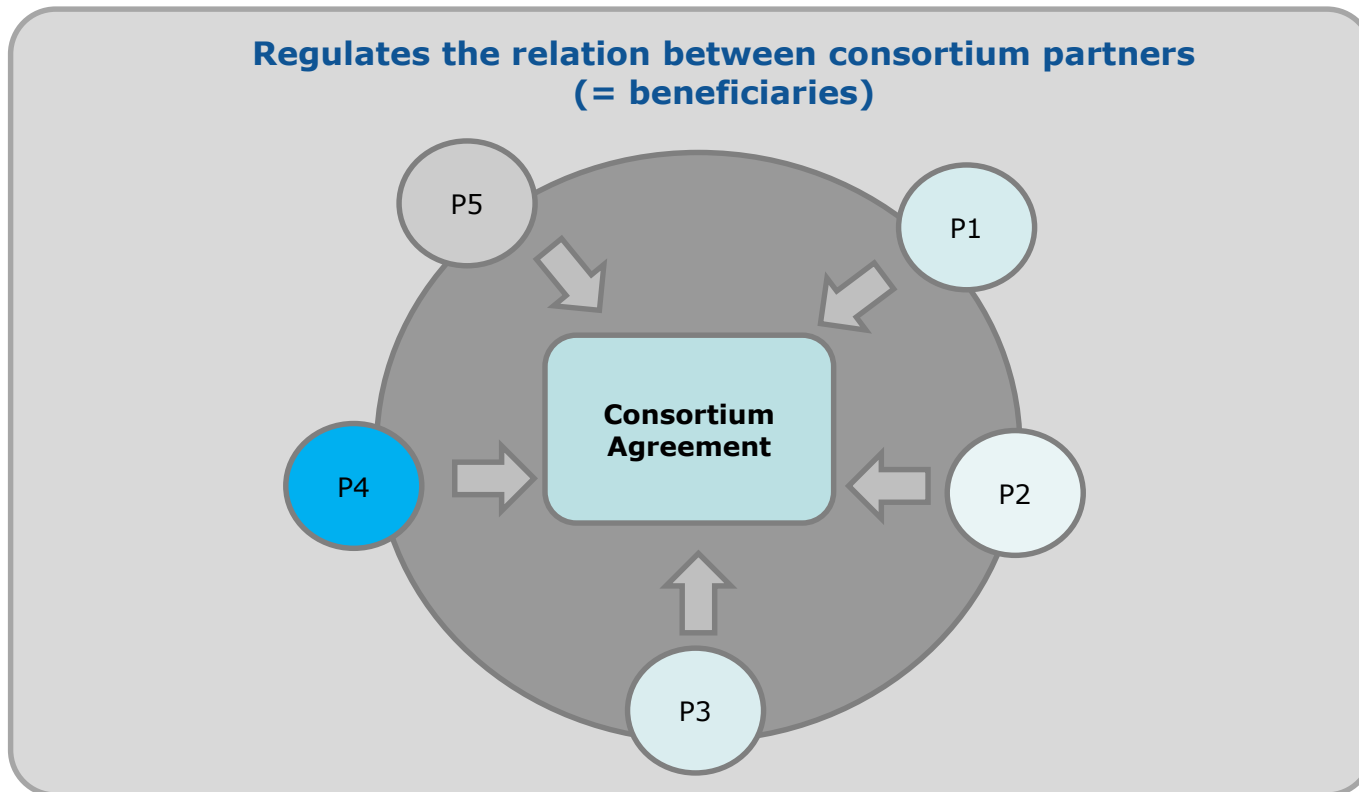 Regulates the relation between consortium partners
(= beneficiaries)
P5
P1
Consortium
Agreement
P4
P2
P3